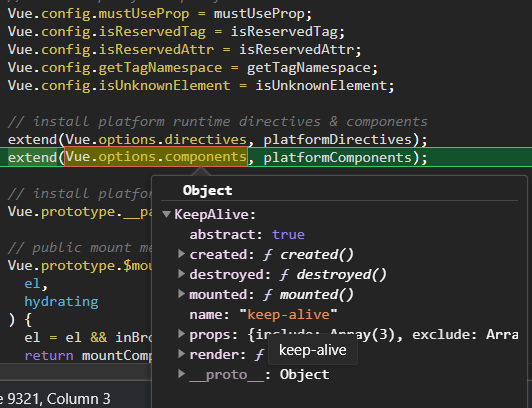 Vue.config.mustUseProp = mustUseProp;
Vue.config.isReservedTag = isReservedTag;
Vue.config.isReservedAttr = isReservedAttr;
Vue.config.getTagNamespace = getTagNamespace;
Vue.config.isUnknownElement = isUnknownElement;
// install platform runtime directives & components
extend(Vue.options.directives, platformDirectives);
extend(Vue.options.components, platformComponents);
// install platfor
Vue.prototype.__pa
// public mount me
Vue.prototype.$mou
el,
hydrating
) {
el = el && inBro
return mountComp
Object
KeepAlive:
abstract: true
created: ƒ created()
destroyed: ƒ destroyed()
mounted: ƒ mounted()
name: "keep-alive"
props: {include: Array(3), exclude: Arra
render: ƒ
keep-alive
__proto__: Object
e 9321, Column 3